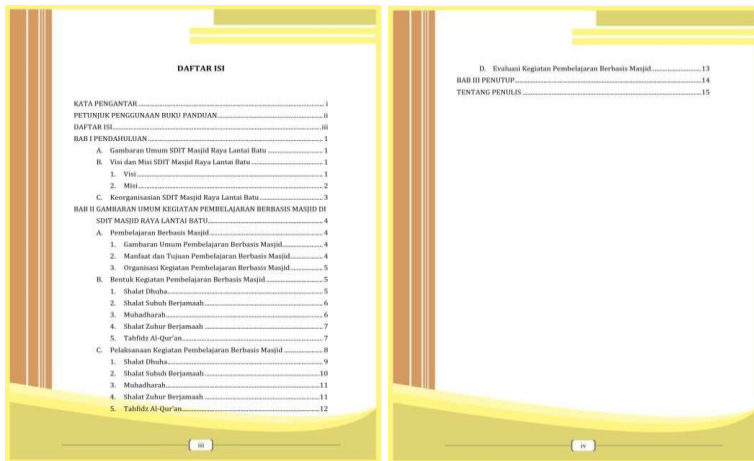 DAFTAR ISI
KATA PENGANTAR ........ i
PETUNJUK PENGGUNAAN BUKU PANDUAN ........ ii
DAFTAR ISI ........ iii
BAB I PENDAHULUAN ........ 1
A. Gambaran Umum SDIT Masjid Raya Lantai Batu ........ 1
B. Visi dan Misi SDIT Masjid Raya Lantai Batu ........ 1
1. Visi ........ 1
2. Misi ........ 2
C. Keorganisasian SDIT Masjid Raya Lantai Batu ........ 3
BAB II GAMBARAN UMUM KEGIATAN PEMBELAJARAN BERBASIS MASJID DI
SDIT MASJID RAYA LANTAI BATU ........ 4
A. Pembelajaran Berbasis Masjid ........ 4
1. Gambaran Umum Pembelajaran Berbasis Masjid ........ 4
2. Manfaat dan Tujuan Pembelajaran Berbasis Masjid ........ 4
3. Organisasi Kegiatan Pembelajaran Berbasis Masjid ........ 5
B. Bentuk Kegiatan Pembelajaran Berbasis Masjid ........ 5
1. Shalat Dhuha ........ 5
2. Shalat Subuh Berjamaah ........ 6
3. Muhadharah ........ 6
4. Shalat Zuhur Berjamaah ........ 7
5. Tahfidz Al-Qur'an ........ 7
C. Pelaksanaan Kegiatan Pembelajaran Berbasis Masjid ........ 8
1. Shalat Dhuha ........ 9
2. Shalat Subuh Berjamaah ........ 10
3. Muhadharah ........ 11
4. Shalat Zuhur Berjamaah ........ 11
5. Tahfidz Al-Qur'an ........ 12
iii
D. Evaluasi Kegiatan Pembelajaran Berbasis Masjid ........ 13
BAB III PENUTUP ........ 14
TENTANG PENULIS ........ 15
iv